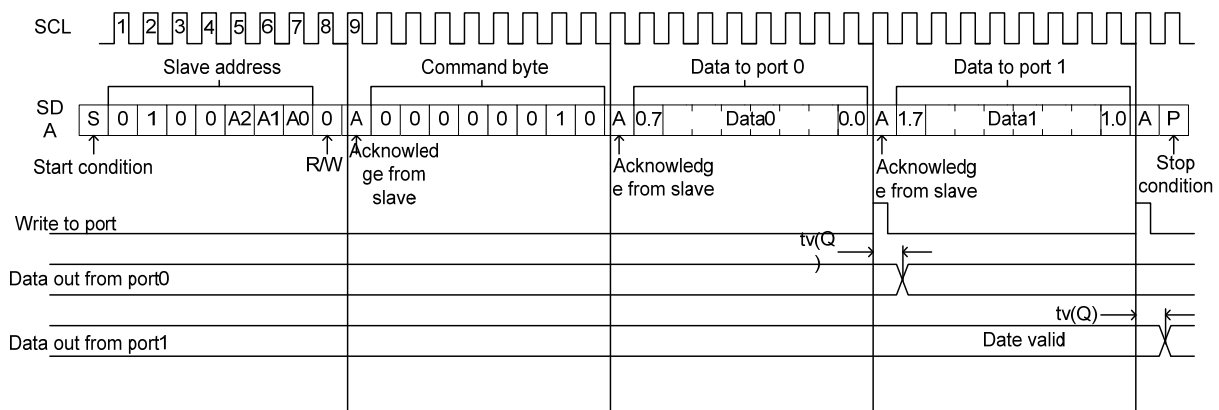 SCL 1 2 3 4 5 6 7 8 9
Slave address Command byte Data to port 0 Data to port 1
SD
A
S 0 1 0 0 A2 A1 A0 0 A 0 0 0 0 0 0 1 0 A 0.7 Data0 0.0 A 1.7 Data1 1.0 A P
Start condition
R/W
Acknowled
ge from
slave
Acknowledg
e from slave
Acknowledg
e from slave
Stop
condition
Write to port
tv(Q
)
Data out from port0
tv(Q)
Data out from port1
Date valid